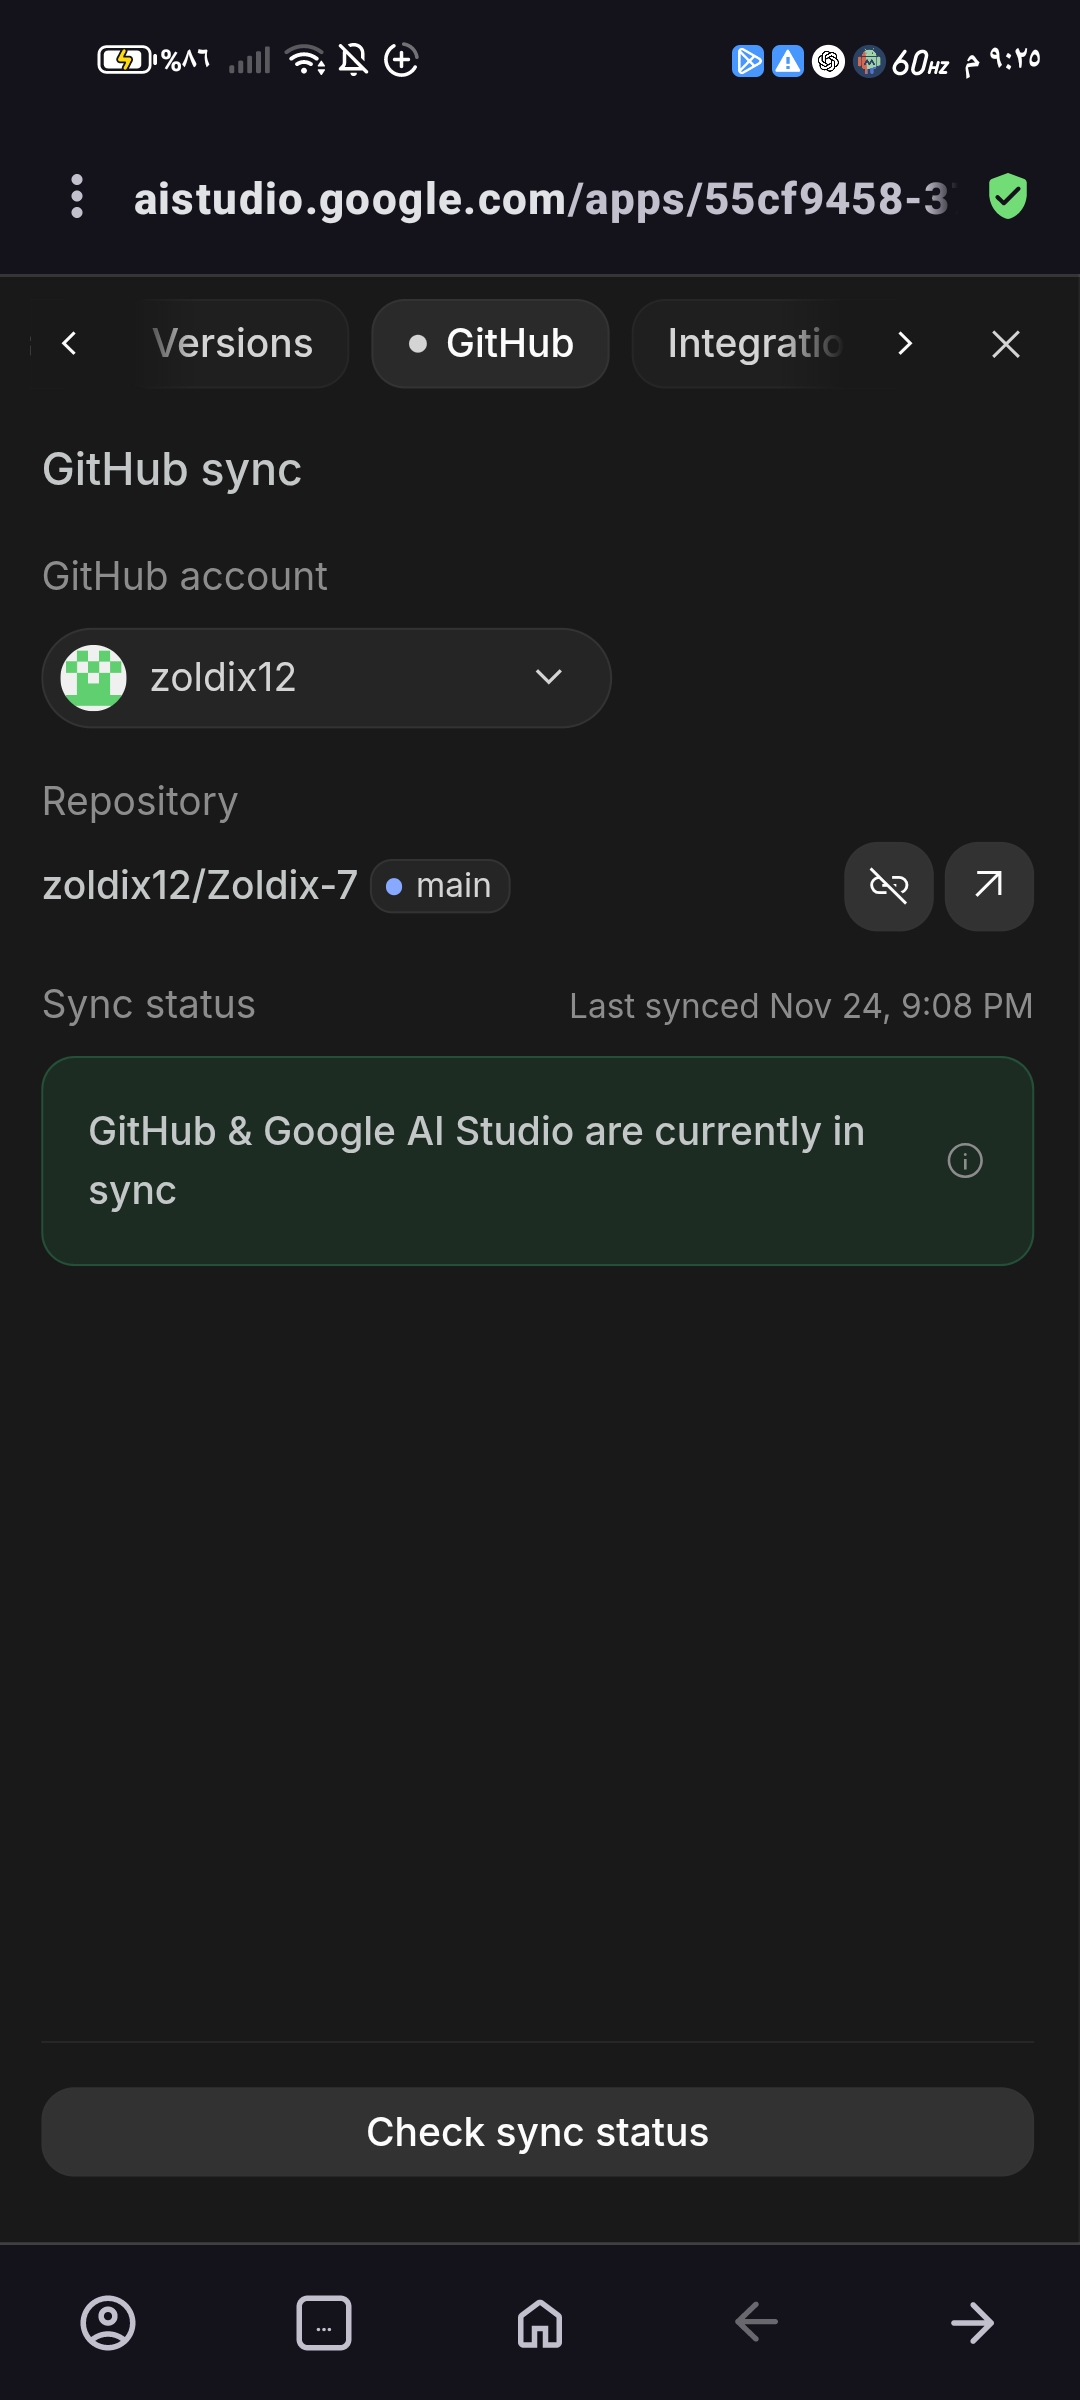 %٨٦
60HZ
٩:٢٥ م
aistudio.google.com/apps/55cf9458-3
Versions
GitHub
Integratio
GitHub sync
GitHub account
zoldix12
Repository
zoldix12/Zoldix-7
main
Sync status
Last synced Nov 24, 9:08 PM
GitHub & Google AI Studio are currently in
sync
Check sync status